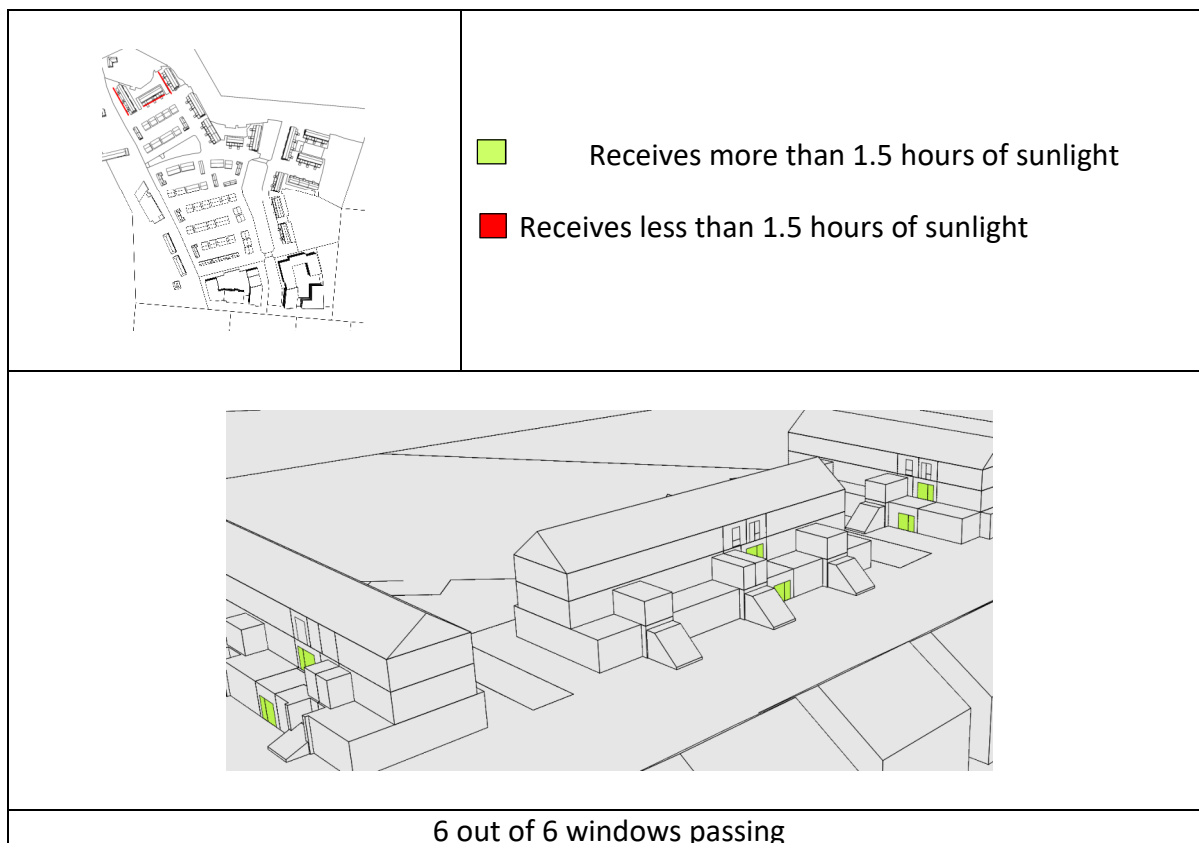 Receives more than 1.5 hours of sunlight
Receives less than 1.5 hours of sunlight
6 out of 6 windows passing